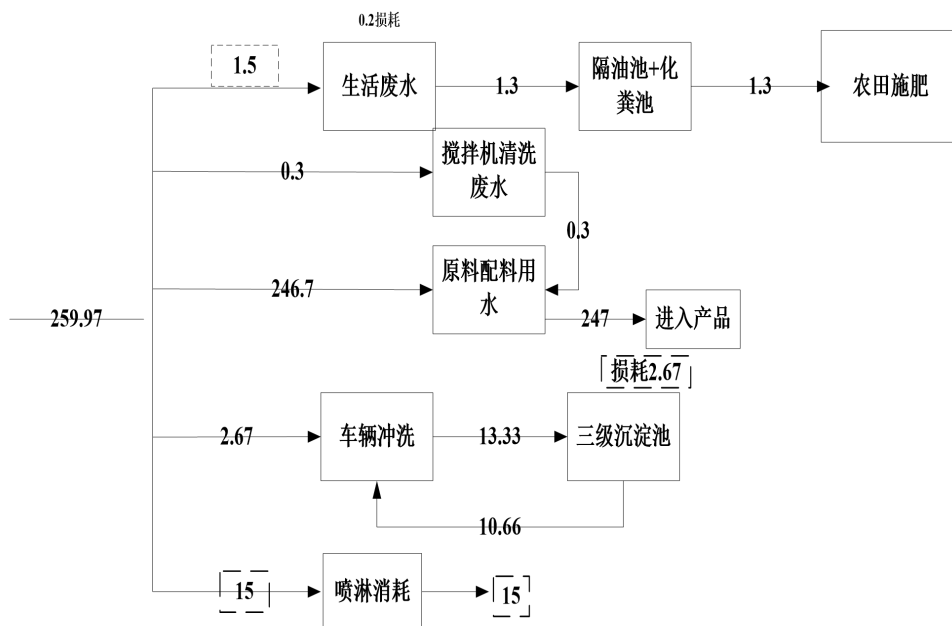 0.2损耗
1.5
生活废水
1.3
隔油池+化
粪池
1.3
农田施肥
0.3
搅拌机清洗
废水
0.3
246.7
原料配料用
水
259.97
247
进入产品
损耗2.67
2.67
车辆冲洗
13.33
三级沉淀池
10.66
15
喷淋消耗
15